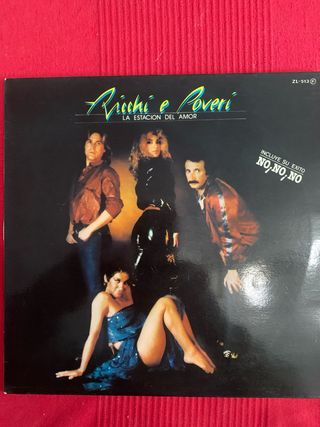 ZL-513 P
Ricchi e Poveri
LA ESTACION DEL AMOR
INCLUYE SU EXITO
NO, NO, NO